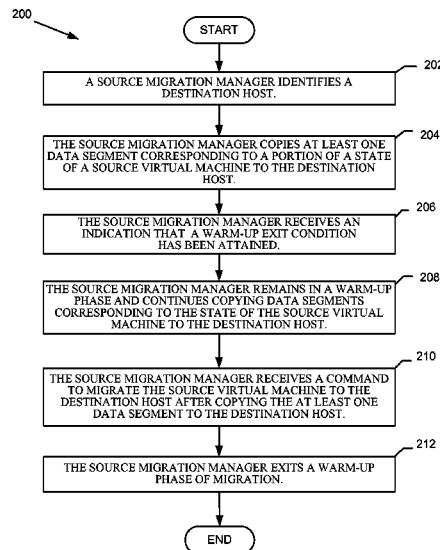 200
START
202
A SOURCE MIGRATION MANAGER IDENTIFIES A
DESTINATION HOST.
204
THE SOURCE MIGRATION MANAGER COPIES AT LEAST ONE
DATA SEGMENT CORRESPONDING TO A PORTION OF A STATE
OF A SOURCE VIRTUAL MACHINE TO THE DESTINATION
HOST.
206
THE SOURCE MIGRATION MANAGER RECEIVES AN
INDICATION THAT A WARM-UP EXIT CONDITION
HAS BEEN ATTAINED.
208
THE SOURCE MIGRATION MANAGER REMAINS IN A WARM-UP
PHASE AND CONTINUES COPYING DATA SEGMENTS
CORRESPONDING TO THE STATE OF THE SOURCE VIRTUAL
MACHINE TO THE DESTINATION HOST.
210
THE SOURCE MIGRATION MANAGER RECEIVES A COMMAND
TO MIGRATE THE SOURCE VIRTUAL MACHINE TO THE
DESTINATION HOST AFTER COPYING THE AT LEAST ONE
DATA SEGMENT TO THE DESTINATION HOST.
212
THE SOURCE MIGRATION MANAGER EXITS A WARM-UP
PHASE OF MIGRATION.
END